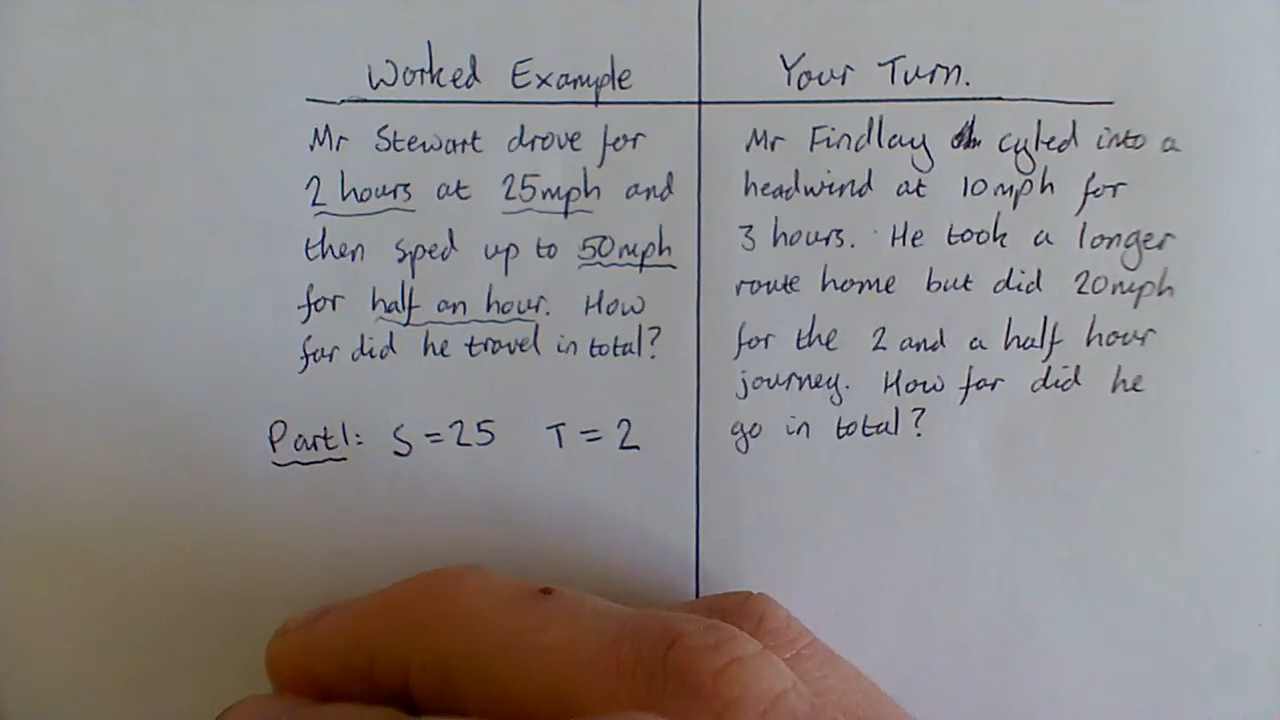 Worked Example
Mr Stewart drove for
2 hours at 25mph and
then sped up to 50mph
for half an hour. How
far did he travel in total?
Part 1: S = 25 T = 2
Your Turn.
Mr Findlay cyled into a
headwind at 10mph for
3 hours. He took a longer
route home but did 20mph
for the 2 and a half hour
journey. How far did he
go in total?